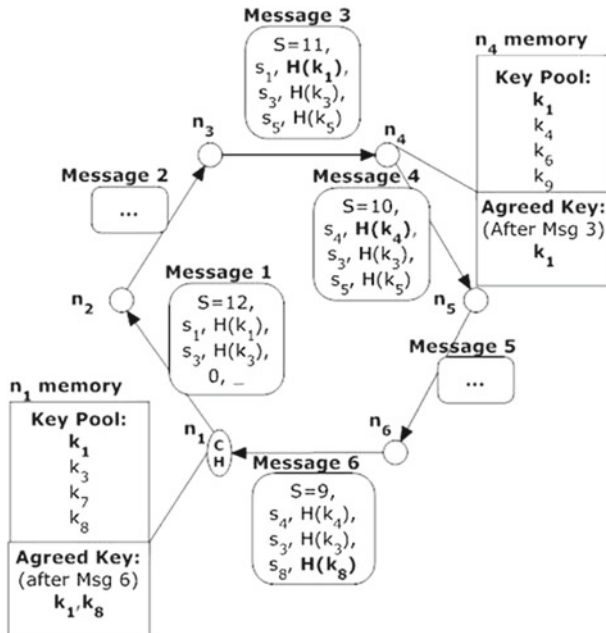 Message 3
S=11,
s₁, H(k₁),
s₃, H(k₃),
s₅, H(k₅)
n₄ memory
Key Pool:
k₁
k₄
k₆
k₉
Agreed Key:
(After Msg 3)
k₁
n₃
n₄
Message 2
...
Message 4
S=10,
s₄, H(k₄),
s₃, H(k₃),
s₅, H(k₅)
n₂
Message 1
S=12,
s₁, H(k₁),
s₃, H(k₃),
0, _
n₅
Message 5
...
n₁ memory
Key Pool:
k₁
k₃
k₇
k₈
Agreed Key:
(after Msg 6)
k₁,k₈
n₁
C
H
n₆
Message 6
S=9,
s₄, H(k₄),
s₃, H(k₃),
s₈, H(k₈)